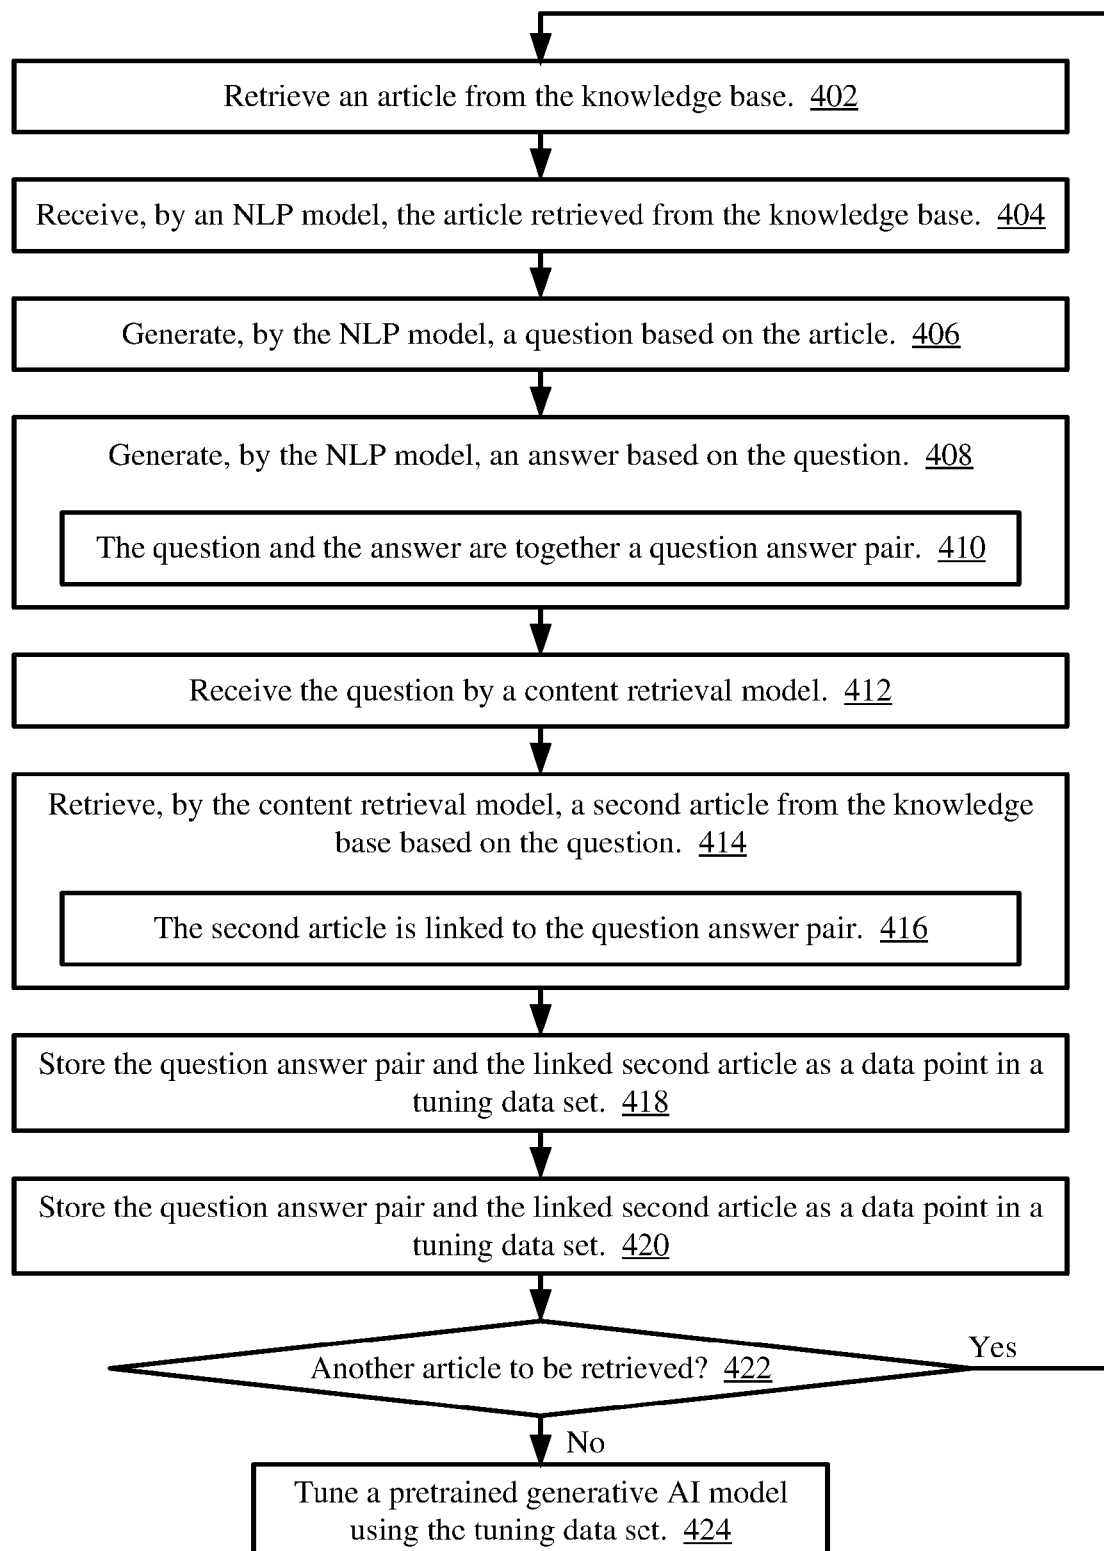 Retrieve an article from the knowledge base. 402
Receive, by an NLP model, the article retrieved from the knowledge base. 404
Generate, by the NLP model, a question based on the article. 406
Generate, by the NLP model, an answer based on the question. 408
The question and the answer are together a question answer pair. 410
Receive the question by a content retrieval model. 412
Retrieve, by the content retrieval model, a second article from the knowledge
base based on the question. 414
The second article is linked to the question answer pair. 416
Store the question answer pair and the linked second article as a data point in a
tuning data set. 418
Store the question answer pair and the linked second article as a data point in a
tuning data set. 420
Another article to be retrieved? 422
Yes
No
Tune a pretrained generative AI model
using the tuning data set. 424